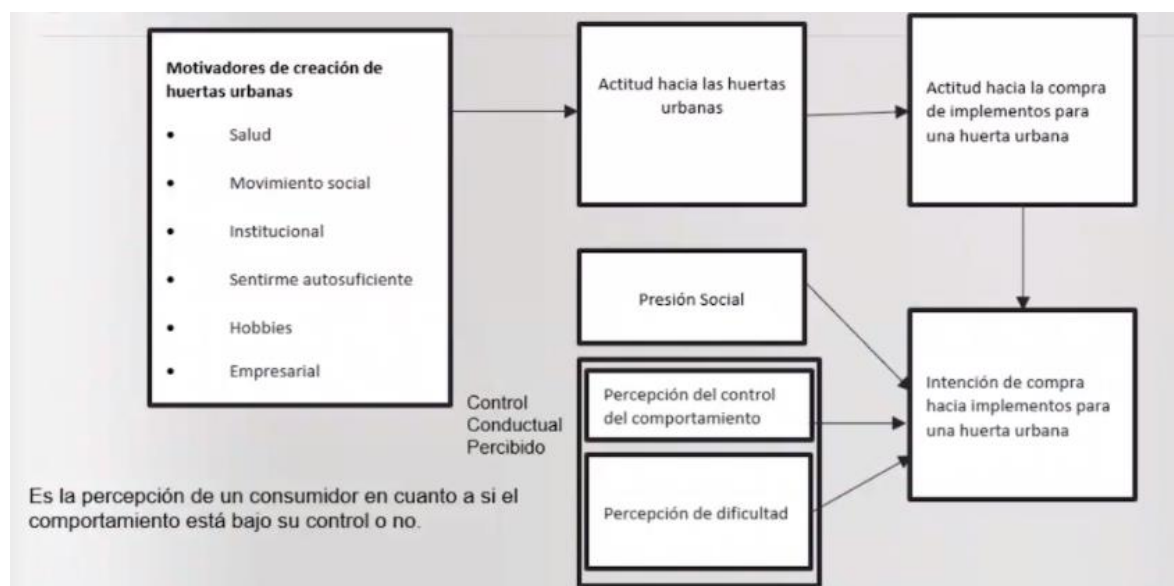 Motivadores de creación de
huertas urbanas
• Salud
• Movimiento social
• Institucional
• Sentirme autosuficiente
• Hobbies
• Empresarial
Actitud hacia las huertas
urbanas
Actitud hacia la compra
de implementos para
una huerta urbana
Presión Social
Control
Conductual
Percibido
Percepción del control
del comportamiento
Percepción de dificultad
Intención de compra
hacia implementos para
una huerta urbana
Es la percepción de un consumidor en cuanto a si el
comportamiento está bajo su control o no.